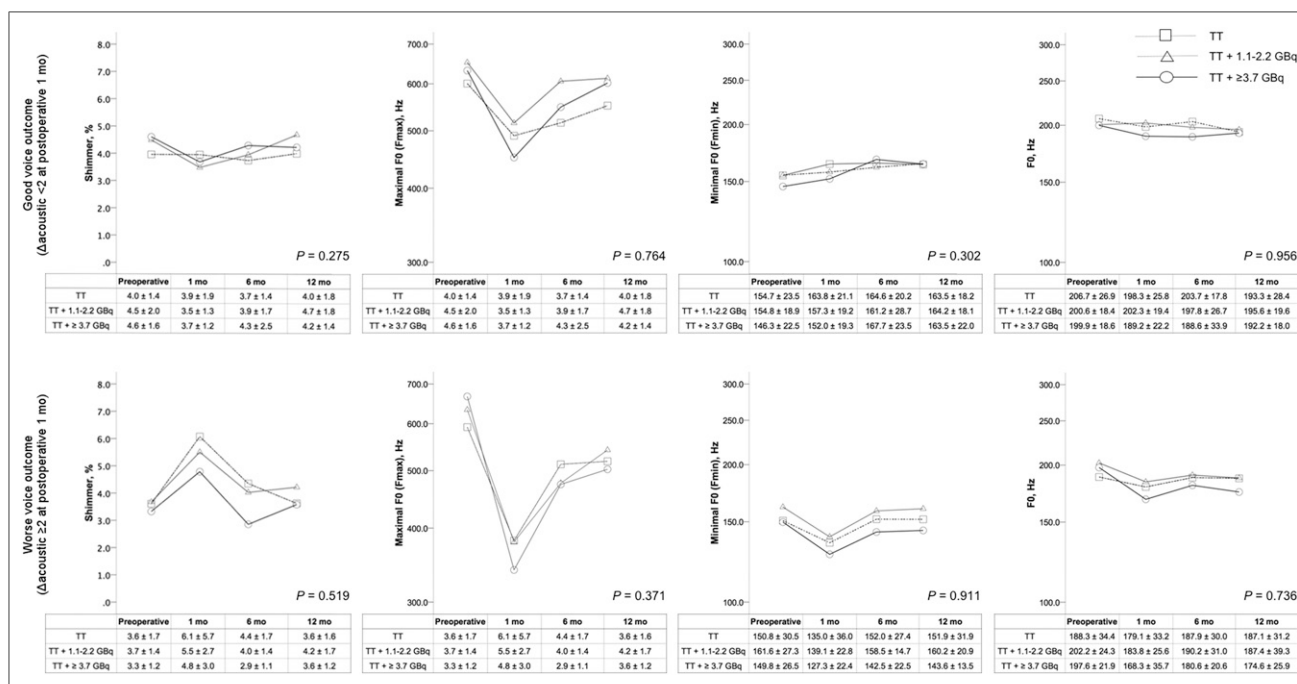 Good voice outcome
(Δacoustic <2 at postoperative 1 mo)
Shimmer, %
8.0
7.0
6.0
5.0
4.0
3.0
2.0
1.0
.0
P = 0.275
Maximal F0 (Fmax), Hz
700.0
600.0
500.0
400.0
300.0
P = 0.764
Minimal F0 (Fmin), Hz
300.0
250.0
200.0
150.0
100.0
P = 0.302
F0, Hz
300.0
250.0
200.0
150.0
100.0
P = 0.956
TT
TT + 1.1-2.2 GBq
TT + ≥3.7 GBq
Preoperative 1 mo 6 mo 12 mo
TT 4.0 ± 1.4 3.9 ± 1.9 3.7 ± 1.4 4.0 ± 1.8
TT + 1.1-2.2 GBq 4.5 ± 2.0 3.5 ± 1.3 3.9 ± 1.7 4.7 ± 1.8
TT + ≥ 3.7 GBq 4.6 ± 1.6 3.7 ± 1.2 4.3 ± 2.5 4.2 ± 1.4
Preoperative 1 mo 6 mo 12 mo
TT 4.0 ± 1.4 3.9 ± 1.9 3.7 ± 1.4 4.0 ± 1.8
TT + 1.1-2.2 GBq 4.5 ± 2.0 3.5 ± 1.3 3.9 ± 1.7 4.7 ± 1.8
TT + ≥ 3.7 GBq 4.6 ± 1.6 3.7 ± 1.2 4.3 ± 2.5 4.2 ± 1.4
Preoperative 1 mo 6 mo 12 mo
TT 154.7 ± 23.5 163.8 ± 21.1 164.6 ± 20.2 163.5 ± 18.2
TT + 1.1-2.2 GBq 154.8 ± 18.9 157.3 ± 19.2 161.2 ± 28.7 164.2 ± 18.1
TT + ≥ 3.7 GBq 146.3 ± 22.5 152.0 ± 19.3 167.7 ± 23.5 163.5 ± 22.0
Preoperative 1 mo 6 mo 12 mo
TT 206.7 ± 26.9 198.3 ± 25.8 203.7 ± 17.8 193.3 ± 28.4
TT + 1.1-2.2 GBq 200.6 ± 18.4 202.3 ± 19.4 197.8 ± 26.7 195.6 ± 19.6
TT + ≥ 3.7 GBq 199.9 ± 18.6 189.2 ± 22.2 188.6 ± 33.9 192.2 ± 18.0
Worse voice outcome
(Δacoustic ≥2 at postoperative 1 mo)
Shimmer, %
8.0
7.0
6.0
5.0
4.0
3.0
2.0
1.0
.0
P = 0.519
Maximal F0 (Fmax), Hz
700.0
600.0
500.0
400.0
300.0
P = 0.371
Minimal F0 (Fmin), Hz
300.0
250.0
200.0
150.0
100.0
P = 0.911
F0, Hz
300.0
250.0
200.0
150.0
100.0
P = 0.736
Preoperative 1 mo 6 mo 12 mo
TT 3.6 ± 1.7 6.1 ± 5.7 4.4 ± 1.7 3.6 ± 1.6
TT + 1.1-2.2 GBq 3.7 ± 1.4 5.5 ± 2.7 4.0 ± 1.4 4.2 ± 1.7
TT + ≥ 3.7 GBq 3.3 ± 1.2 4.8 ± 3.0 2.9 ± 1.1 3.6 ± 1.2
Preoperative 1 mo 6 mo 12 mo
TT 3.6 ± 1.7 6.1 ± 5.7 4.4 ± 1.7 3.6 ± 1.6
TT + 1.1-2.2 GBq 3.7 ± 1.4 5.5 ± 2.7 4.0 ± 1.4 4.2 ± 1.7
TT + ≥ 3.7 GBq 3.3 ± 1.2 4.8 ± 3.0 2.9 ± 1.1 3.6 ± 1.2
Preoperative 1 mo 6 mo 12 mo
TT 150.8 ± 30.5 135.0 ± 36.0 152.0 ± 27.4 151.9 ± 31.9
TT + 1.1-2.2 GBq 161.6 ± 27.3 139.1 ± 22.8 158.5 ± 14.7 160.2 ± 20.9
TT + ≥ 3.7 GBq 149.8 ± 26.5 127.3 ± 22.4 142.5 ± 22.5 143.6 ± 13.5
Preoperative 1 mo 6 mo 12 mo
TT 188.3 ± 34.4 179.1 ± 33.2 187.9 ± 30.0 187.1 ± 31.2
TT + 1.1-2.2 GBq 202.2 ± 24.3 183.8 ± 25.6 190.2 ± 31.0 187.4 ± 39.3
TT + ≥ 3.7 GBq 197.6 ± 21.9 168.3 ± 35.7 180.6 ± 20.6 174.6 ± 25.9